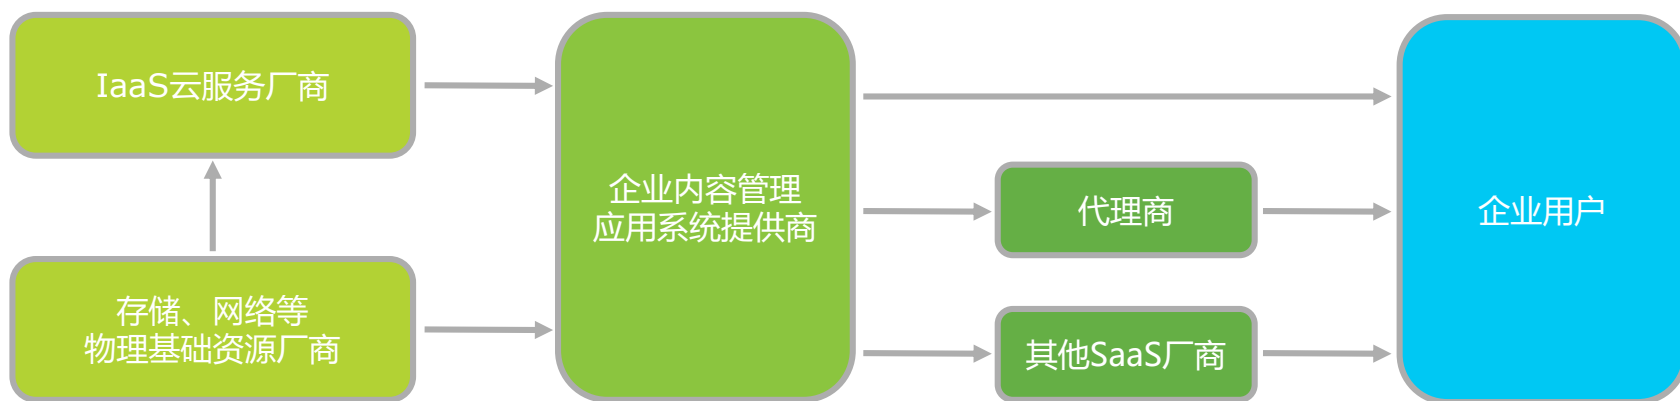 IaaS云服务厂商
存储、网络等
物理基础资源厂商
企业内容管理
应用系统提供商
代理商
其他SaaS厂商
企业用户